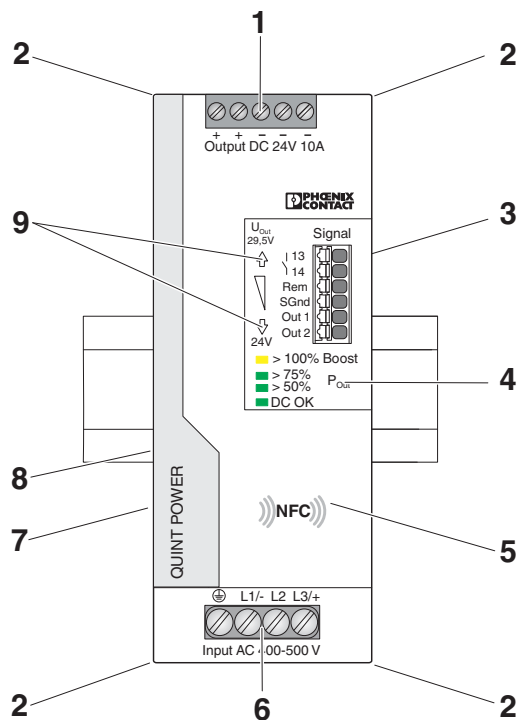 1
2 2
+ + – – –
Output DC 24V 10A
PHŒNIX
CONTACT
9
3
U Out
29,5V
Signal
13
14
Rem
SGnd
Out 1
Out 2
24V
> 100% Boost
> 75%
> 50%
P Out
4
DC OK
8
QUINT POWER
7
NFC
5
L1/- L2 L3/+
Input AC 400-500 V
2 6 2